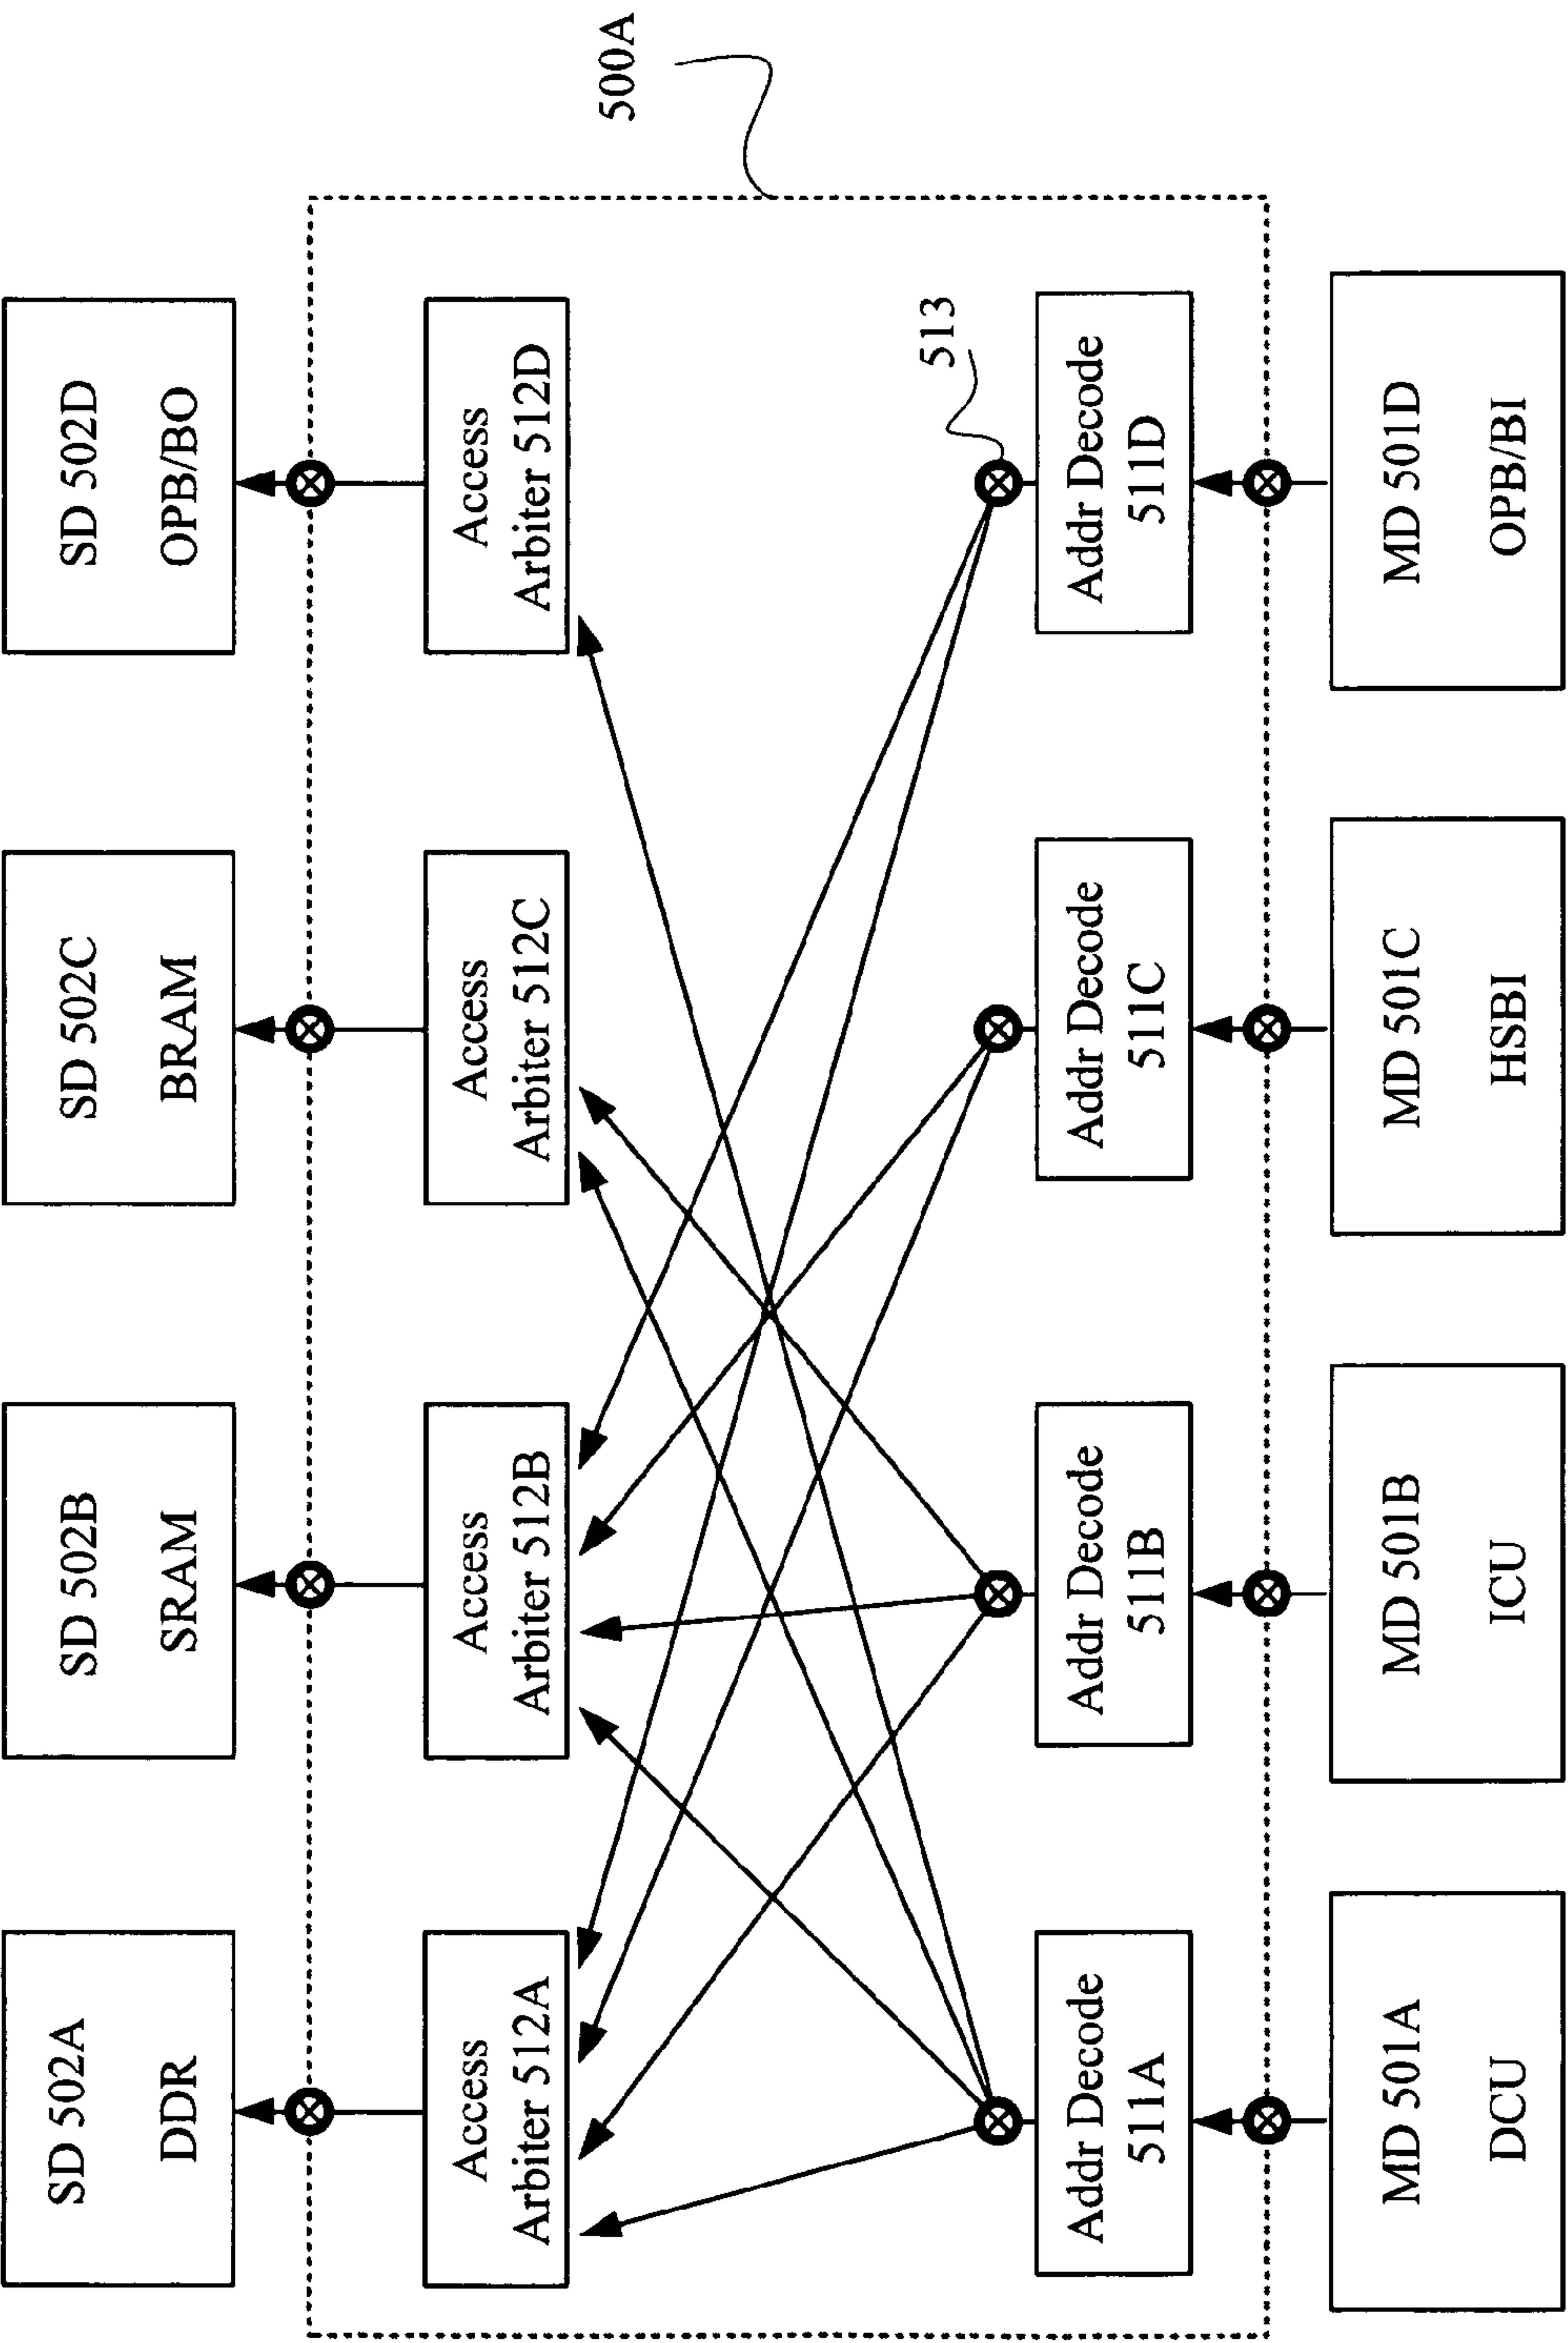 SD 502A
DDR
SD 502B
SRAM
SD 502C
BRAM
SD 502D
OPB/BO
Access
Arbiter 512A
Access
Arbiter 512B
Access
Arbiter 512C
Access
Arbiter 512D
500A
513
Addr Decode
511A
Addr Decode
511B
Addr Decode
511C
Addr Decode
511D
MD 501A
DCU
MD 501B
ICU
MD 501C
HSBI
MD 501D
OPB/BI